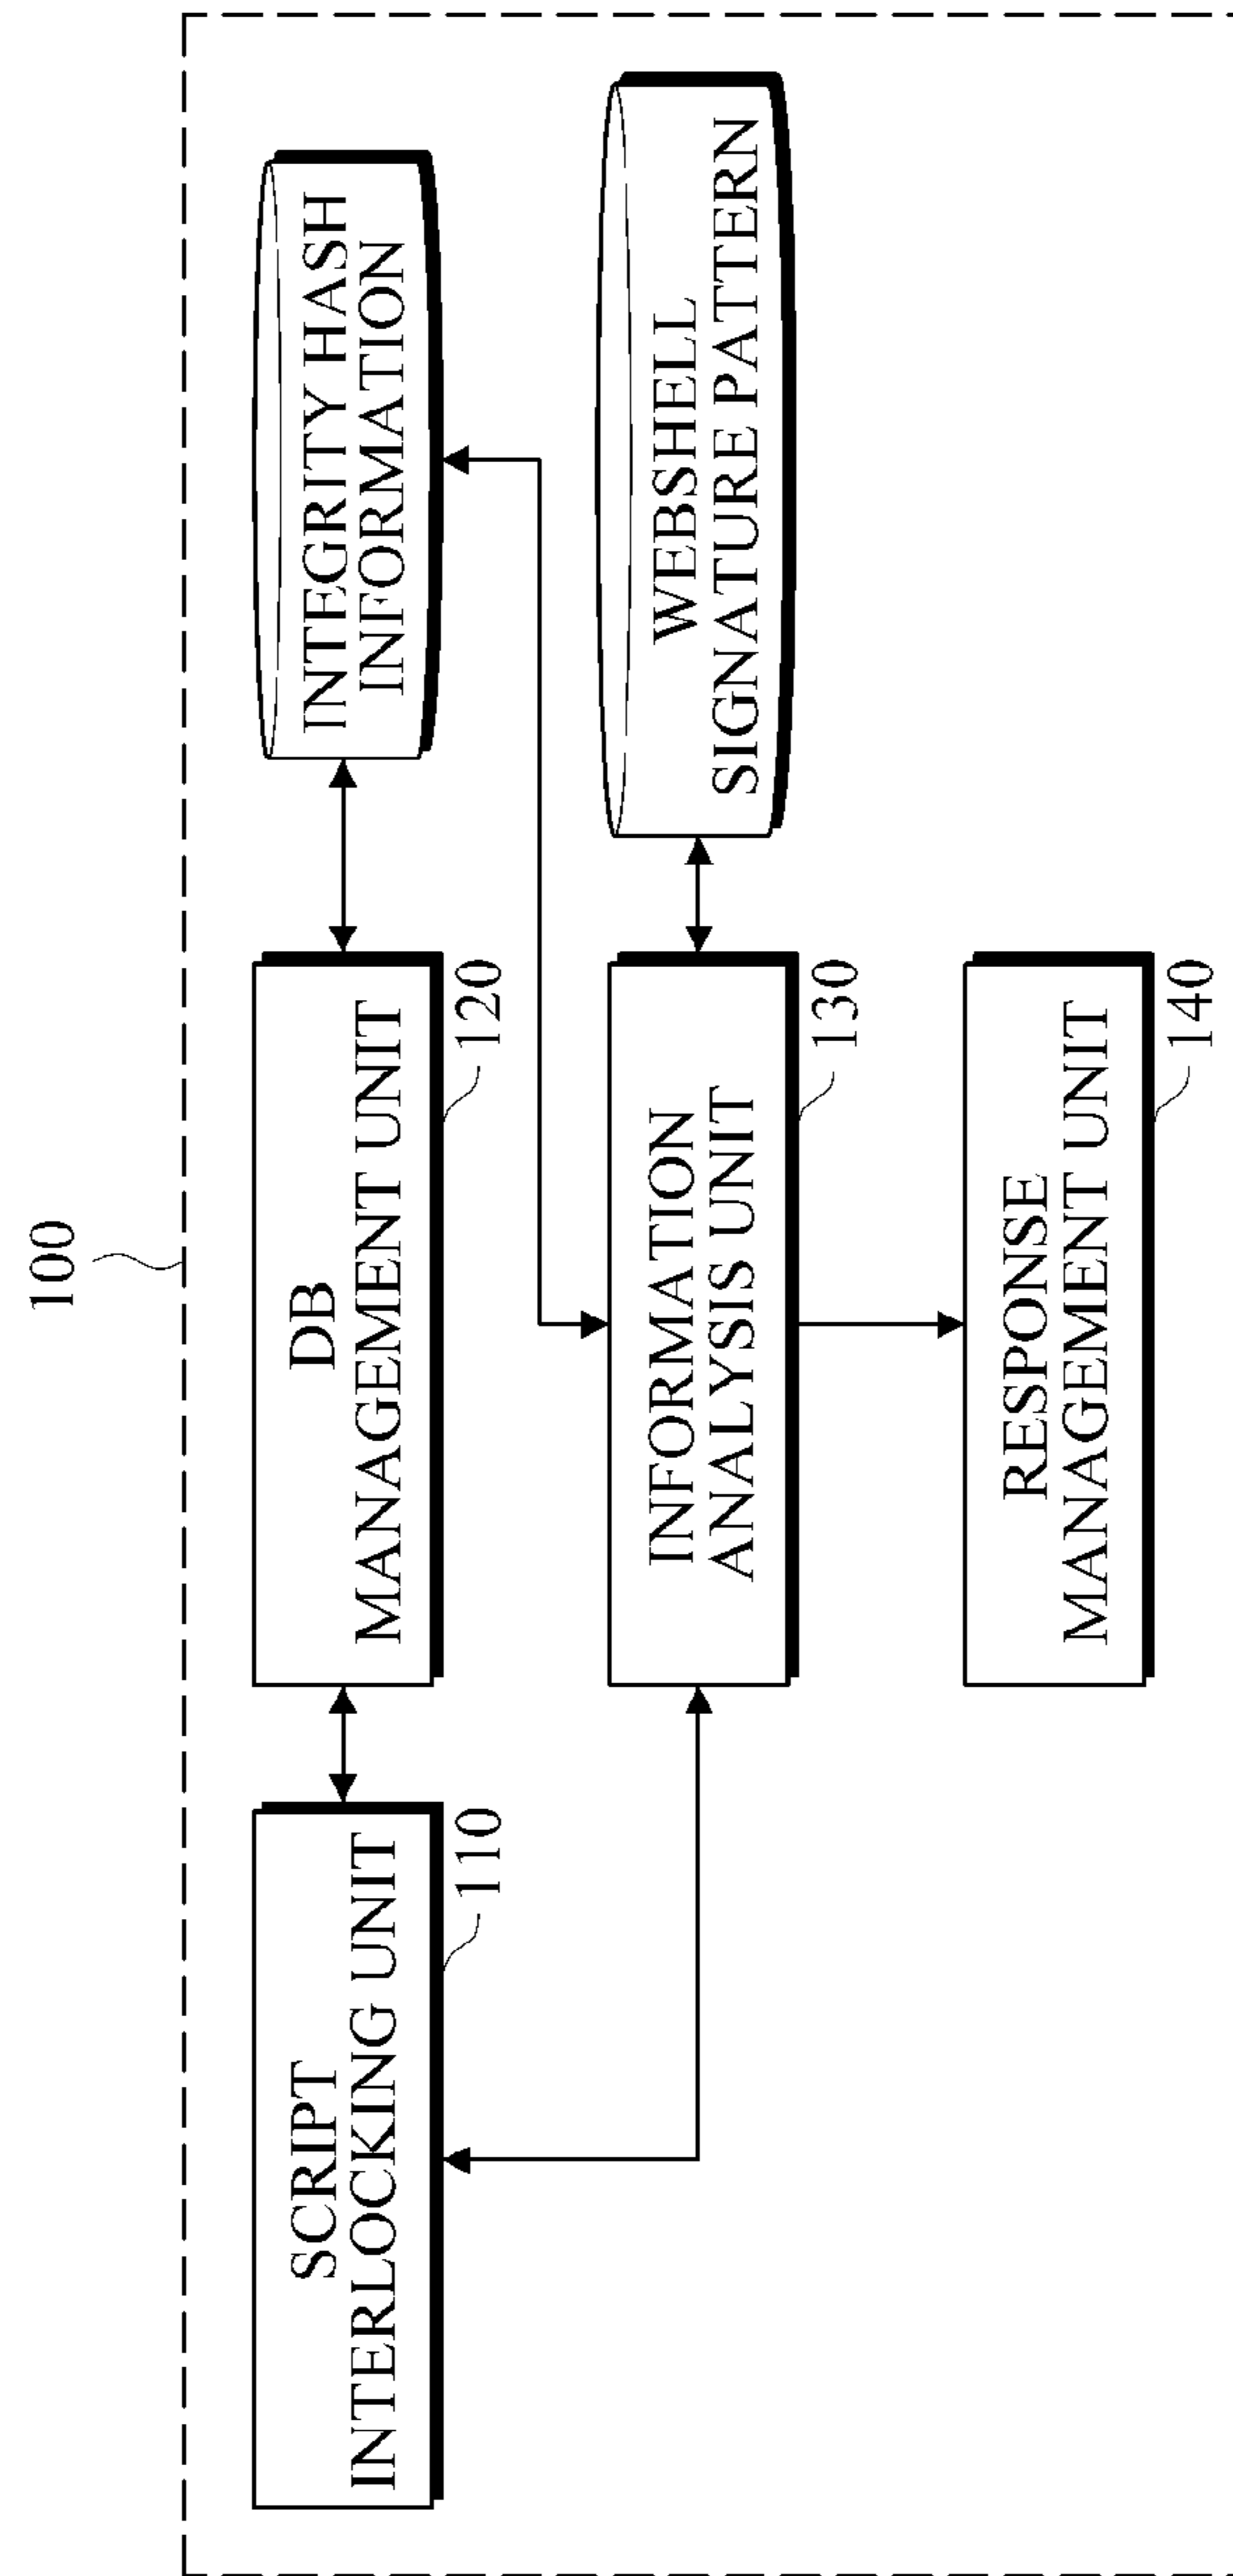 100
SCRIPT
INTERLOCKING UNIT
110
DB
MANAGEMENT UNIT
120
INTEGRITY HASH
INFORMATION
INFORMATION
ANALYSIS UNIT
130
WEBSHELL
SIGNATURE PATTERN
RESPONSE
MANAGEMENT UNIT
140